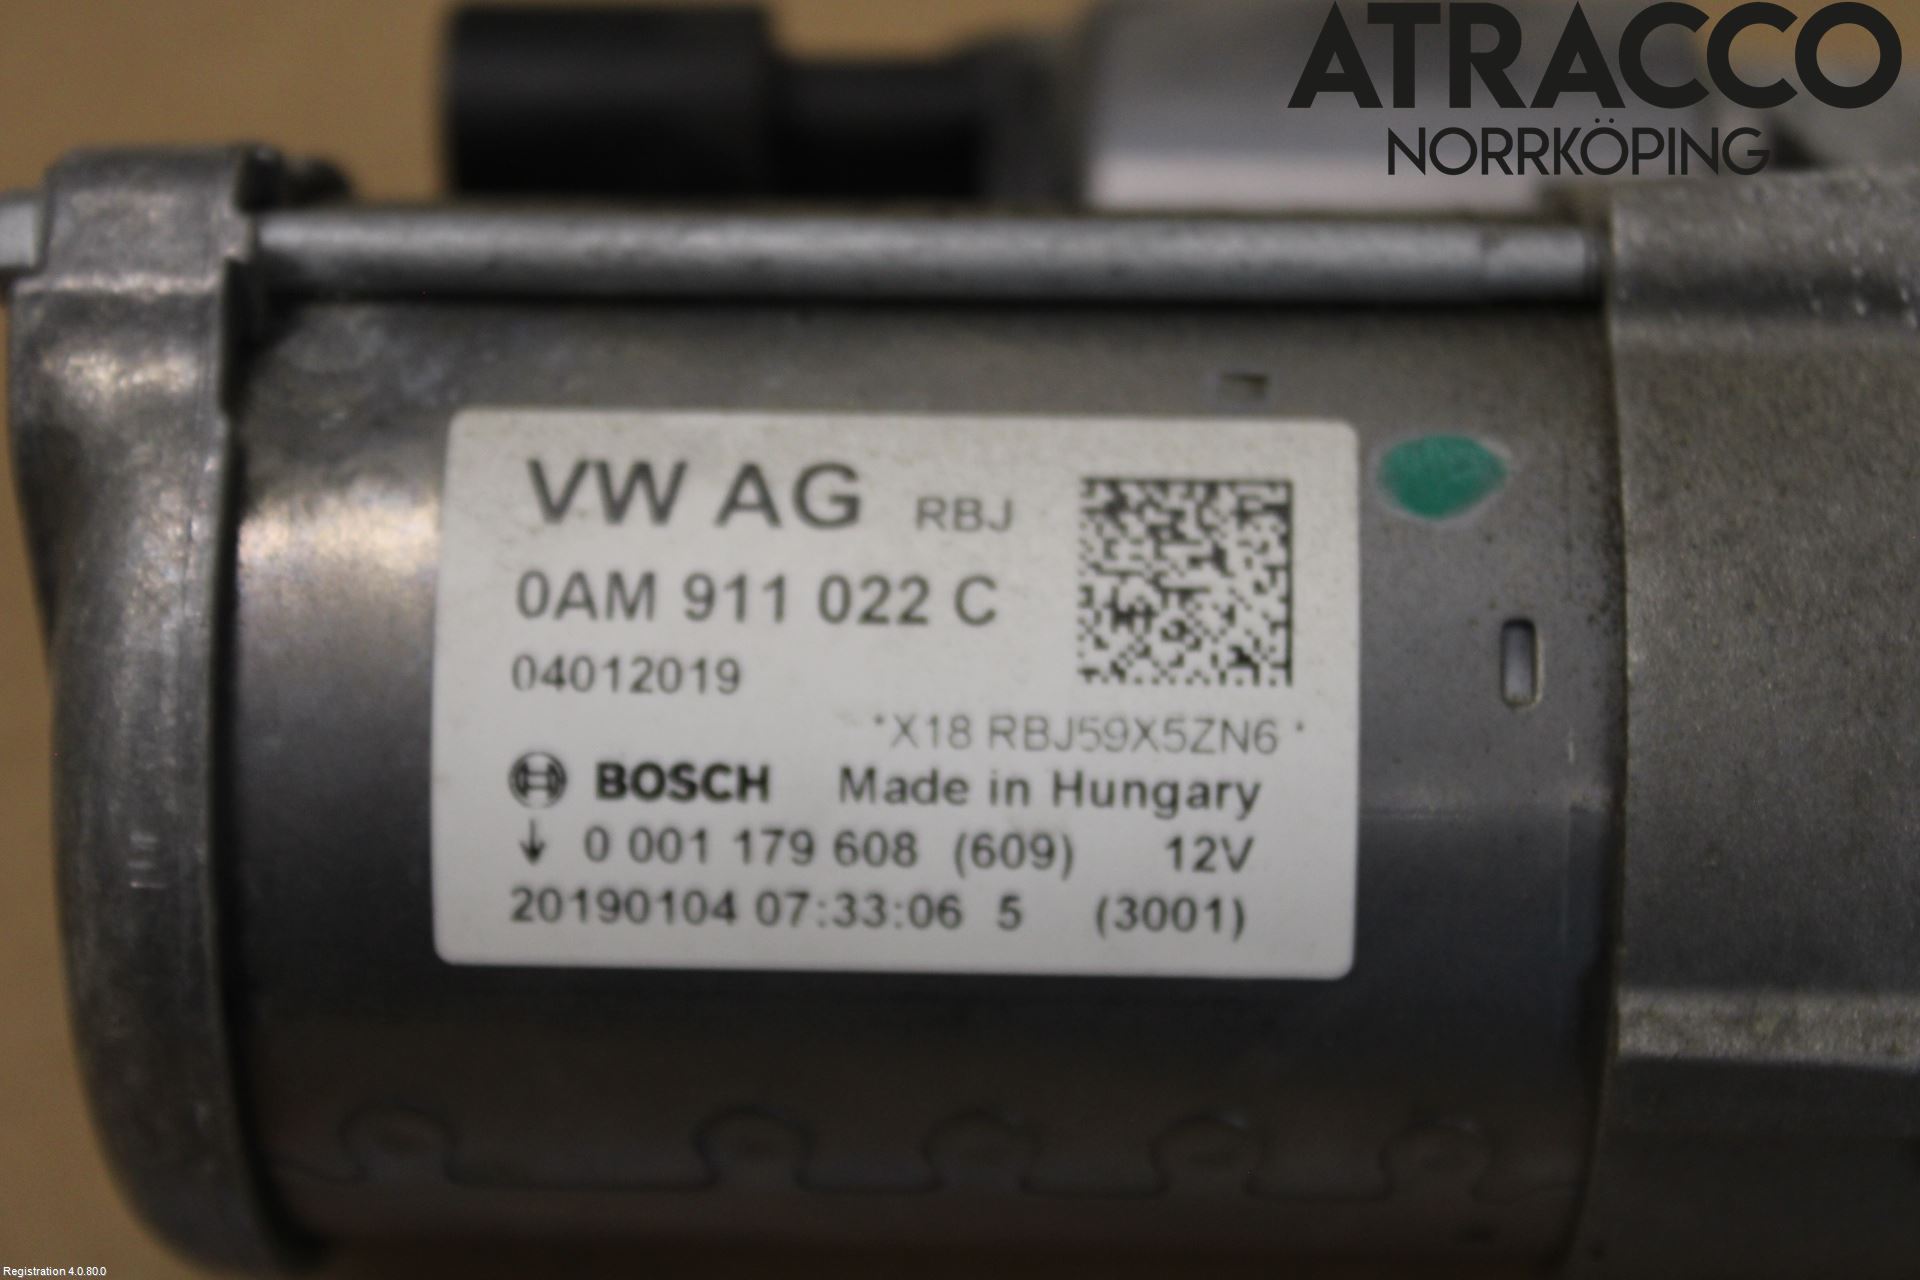 ATRACCO
NORRKÖPING
VW AG RBJ
0AM 911 022 C
04012019
*X18 RBJ59X5ZN6 *
BOSCH Made in Hungary
↓ 0 001 179 608 (609) 12V
20190104 07:33:06 5 (3001)
Registration 4.0.80.0